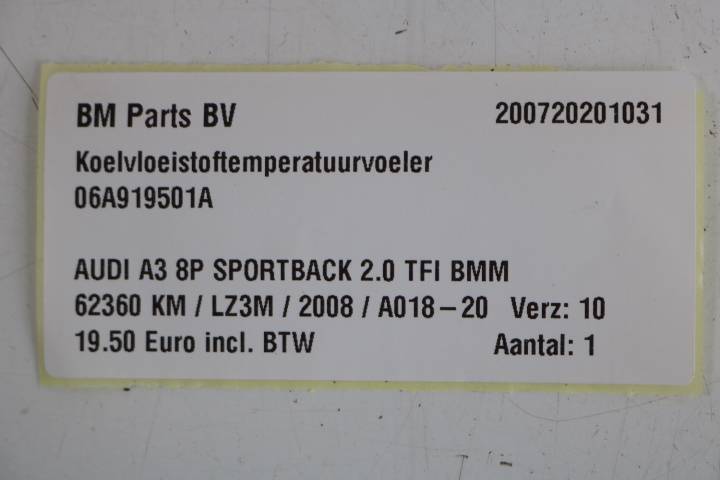 BM Parts BV 200720201031
Koelvloeistoftemperatuurvoeler
06A919501A
AUDI A3 8P SPORTBACK 2.0 TFI BMM
62360 KM / LZ3M / 2008 / A018-20 Verz: 10
19.50 Euro incl. BTW Aantal: 1